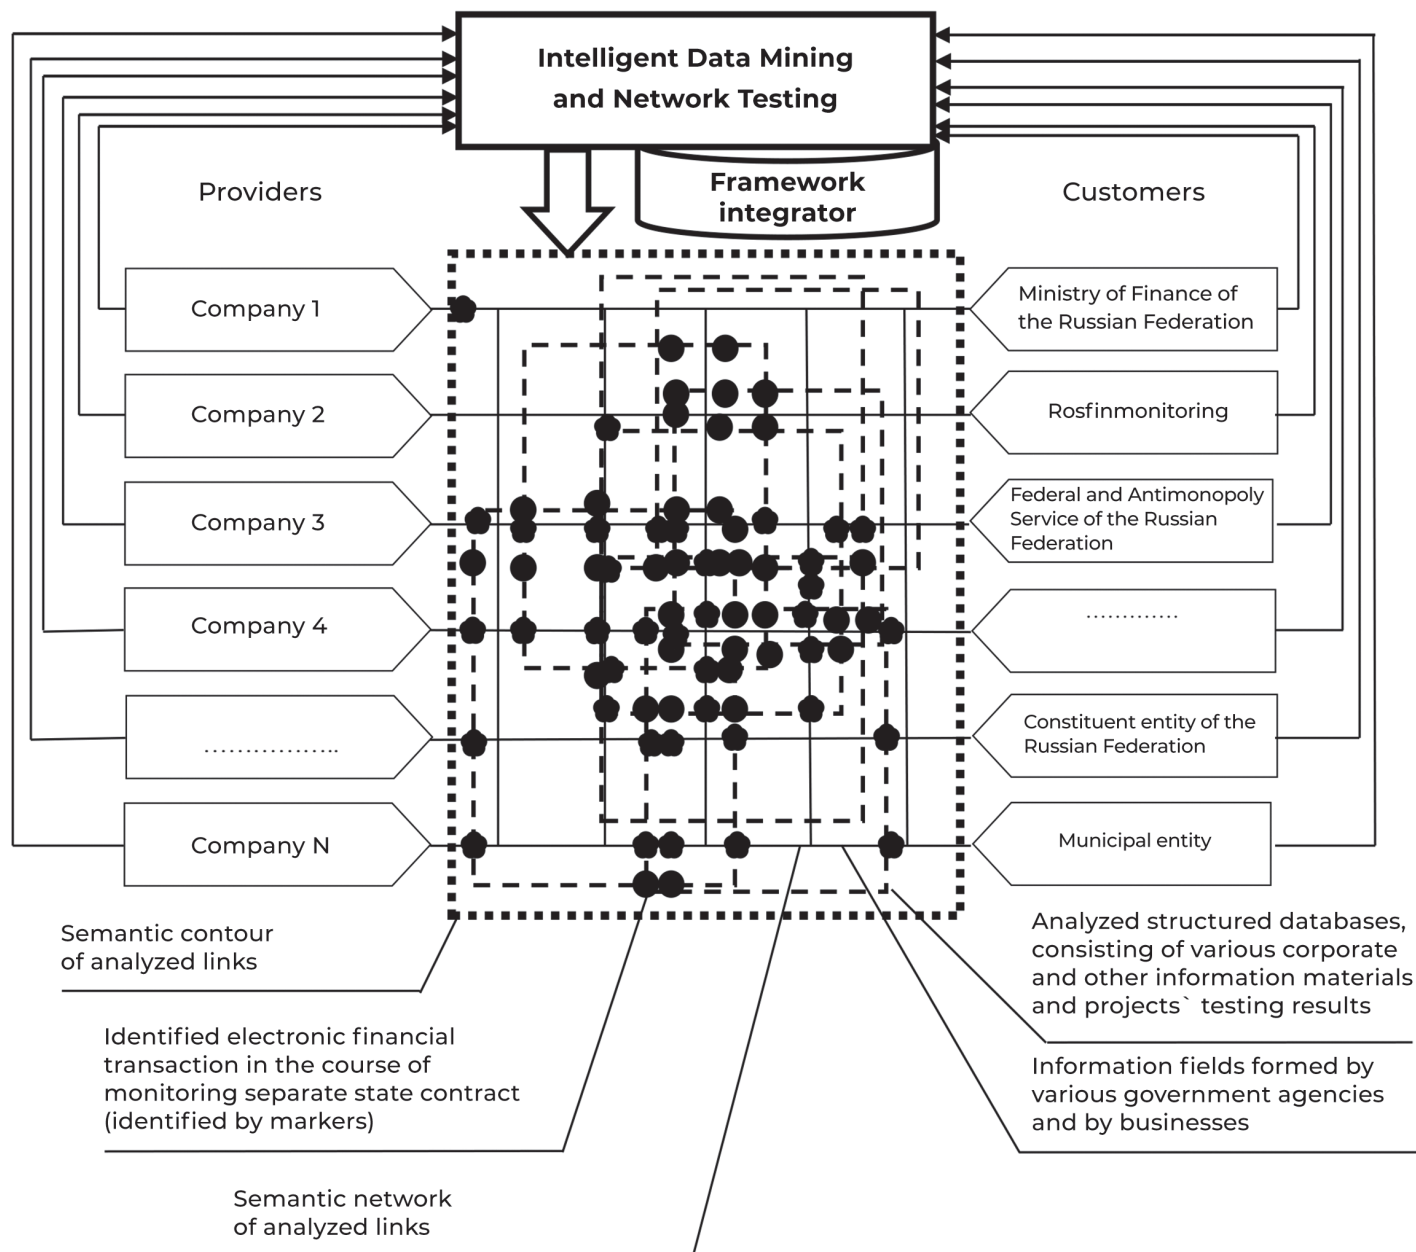 Intelligent Data Mining
and Network Testing
Framework
integrator
Providers
Customers
Company 1
Ministry of Finance of
the Russian Federation
Company 2
Rosfinmonitoring
Company 3
Federal and Antimonopoly
Service of the Russian
Federation
Company 4
.............
.................
Constituent entity of the
Russian Federation
Company N
Municipal entity
Semantic contour
of analyzed links
Analyzed structured databases,
consisting of various corporate
and other information materials
and projects` testing results
Identified electronic financial
transaction in the course of
monitoring separate state contract
(identified by markers)
Information fields formed by
various government agencies
and by businesses
Semantic network
of analyzed links